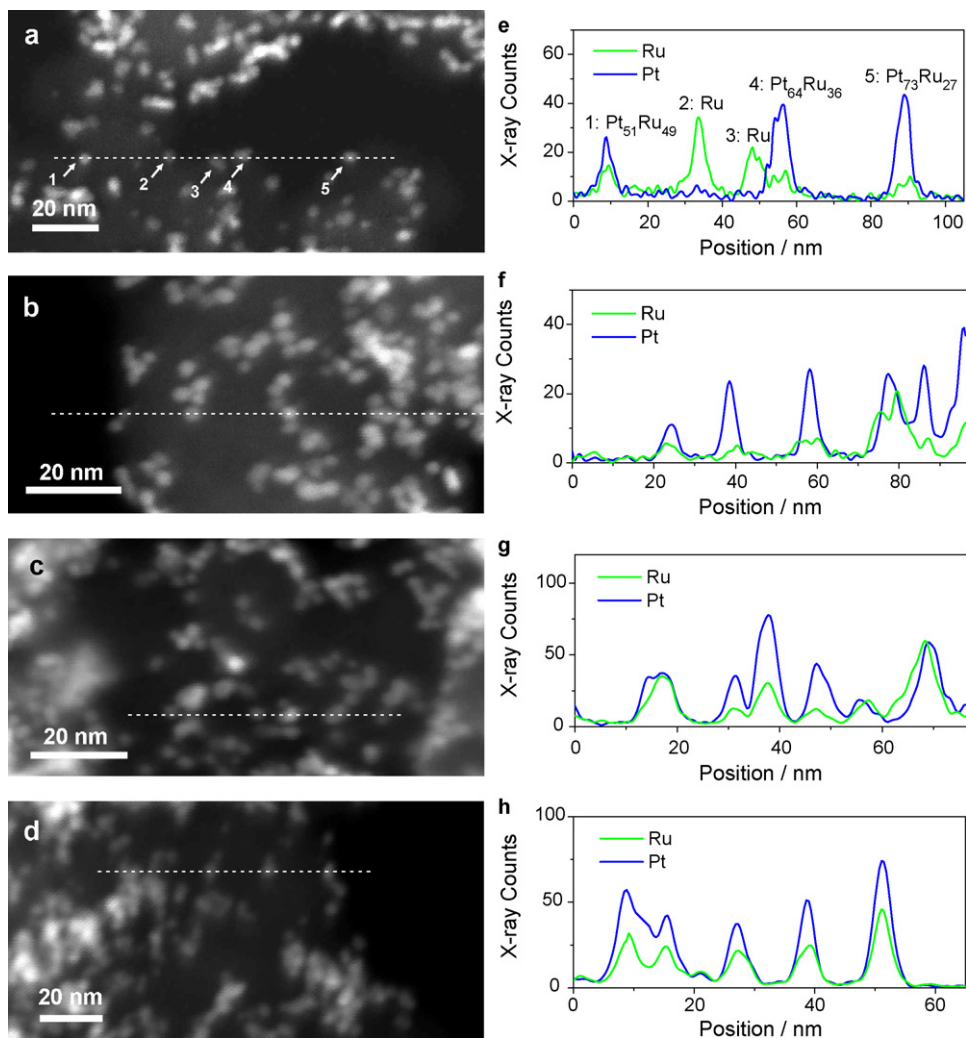 a
1
2
3
4
5
20 nm
b
20 nm
c
20 nm
d
20 nm
e
Ru
Pt
1: Pt51Ru49
2: Ru
3: Ru
4: Pt64Ru36
5: Pt73Ru27
X-ray Counts
60
40
20
0
0 20 40 60 80 100
Position / nm
f
Ru
Pt
X-ray Counts
40
20
0
0 20 40 60 80
Position / nm
g
Ru
Pt
X-ray Counts
100
50
0
0 20 40 60
Position / nm
h
Ru
Pt
X-ray Counts
100
50
0
0 20 40 60
Position / nm